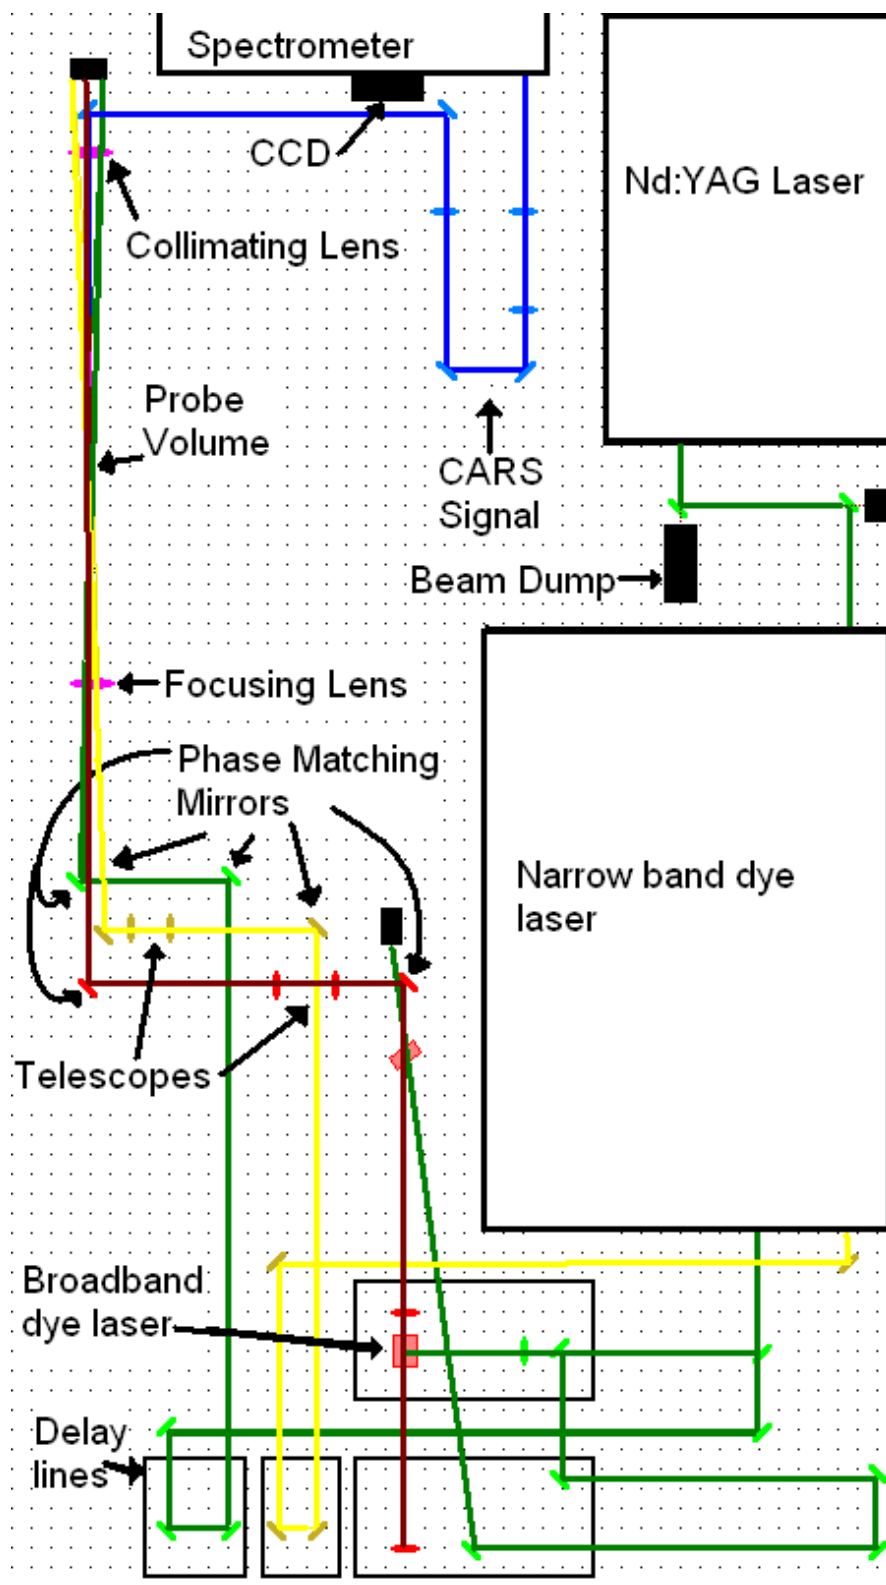 Spectrometer
CCD
Nd:YAG Laser
Collimating Lens
Probe
Volume
CARS
Signal
Beam Dump
Focusing Lens
Phase Matching
Mirrors
Narrow band dye
laser
Telescopes
Broadband
dye laser
Delay
lines